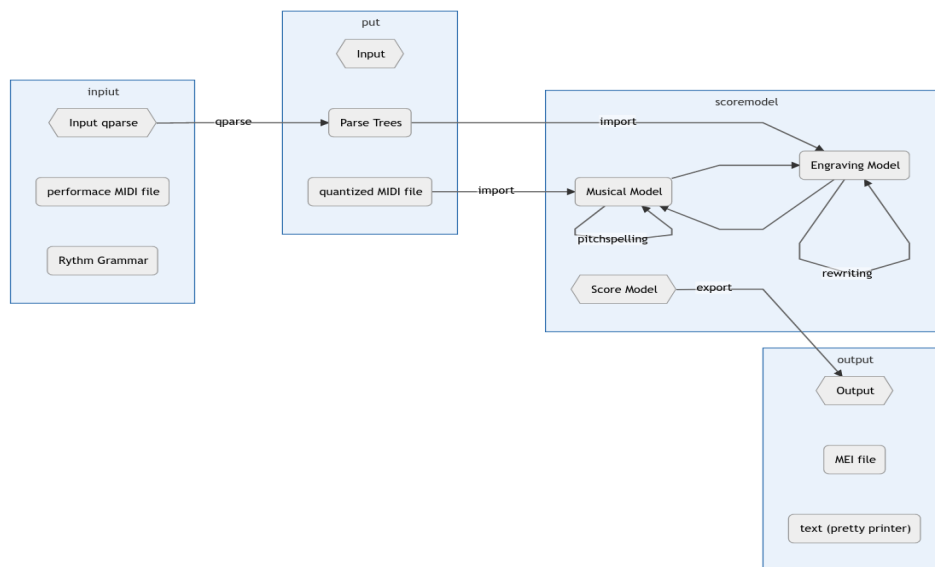 inpiut
Input qparse
performace MIDI file
Rythm Grammar
qparse
put
Input
Parse Trees
quantized MIDI file
import
import
scoremodel
Engraving Model
Musical Model
pitchspelling
rewriting
Score Model
export
output
Output
MEI file
text (pretty printer)